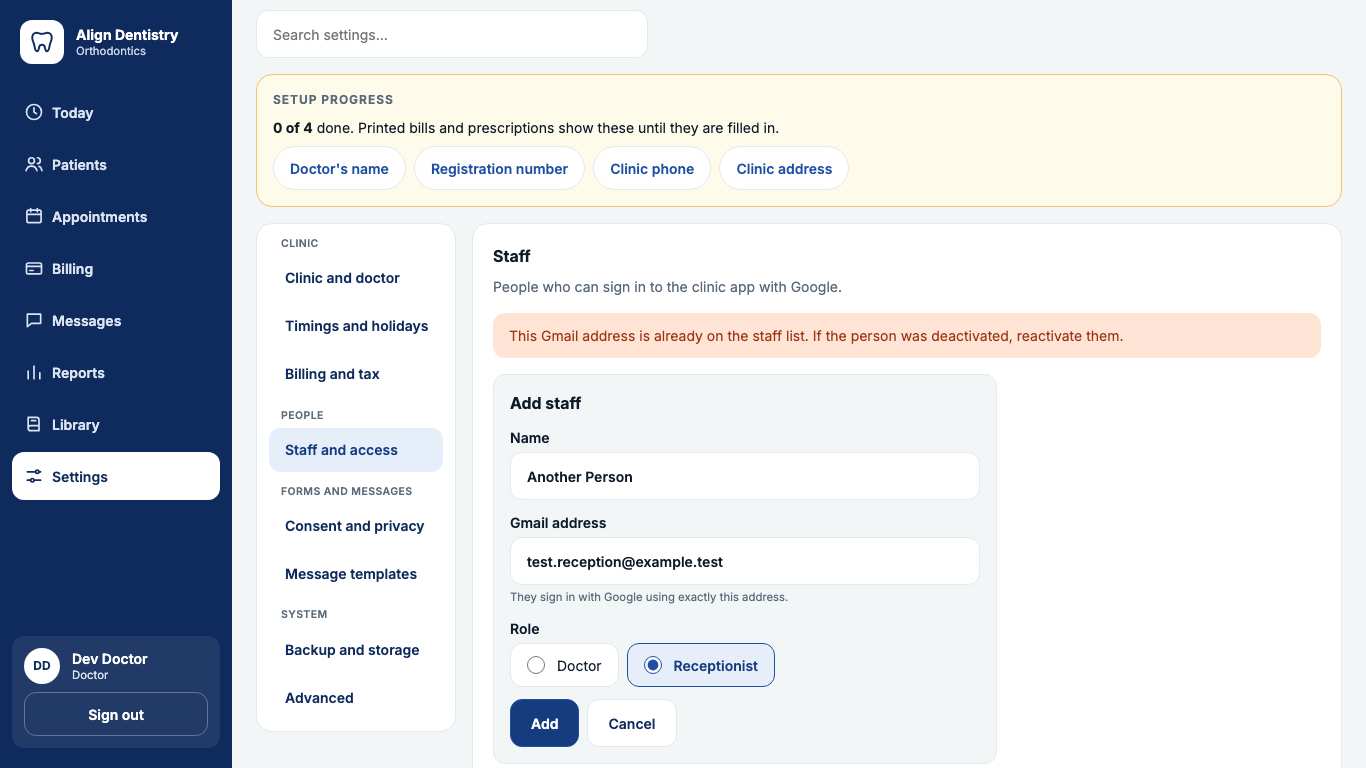 Align Dentistry
Orthodontics
Today
Patients
Appointments
Billing
Messages
Reports
Library
Settings
DD
Dev Doctor
Doctor
Sign out
Search settings...
SETUP PROGRESS
0 of 4 done. Printed bills and prescriptions show these until they are filled in.
Doctor's name
Registration number
Clinic phone
Clinic address
CLINIC
Clinic and doctor
Timings and holidays
Billing and tax
PEOPLE
Staff and access
FORMS AND MESSAGES
Consent and privacy
Message templates
SYSTEM
Backup and storage
Advanced
Staff
People who can sign in to the clinic app with Google.
This Gmail address is already on the staff list. If the person was deactivated, reactivate them.
Add staff
Name
Another Person
Gmail address
test.reception@example.test
They sign in with Google using exactly this address.
Role
Doctor
Receptionist
Add
Cancel